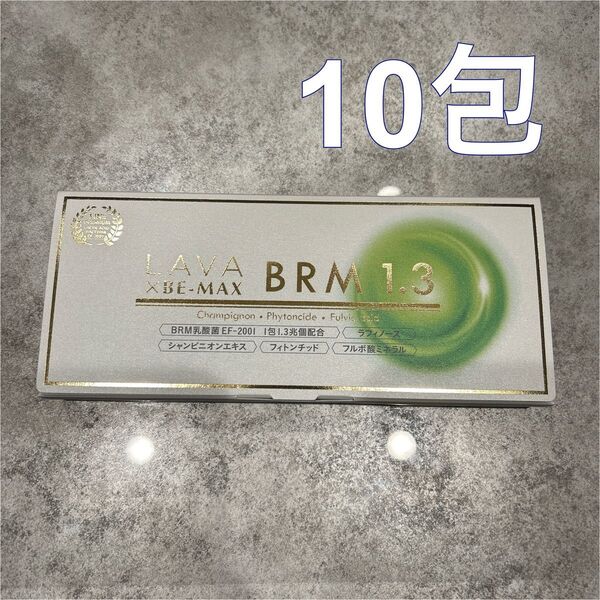 10包
LAVA
×BE-MAX
BRM 1.3
Champignon・Phytoncide・Fulvic acid
BRM乳酸菌EF-2001 1包1.3兆個配合
ラフィノース
シャンピニオンエキス
フィトンチッド
フルボ酸ミネラル